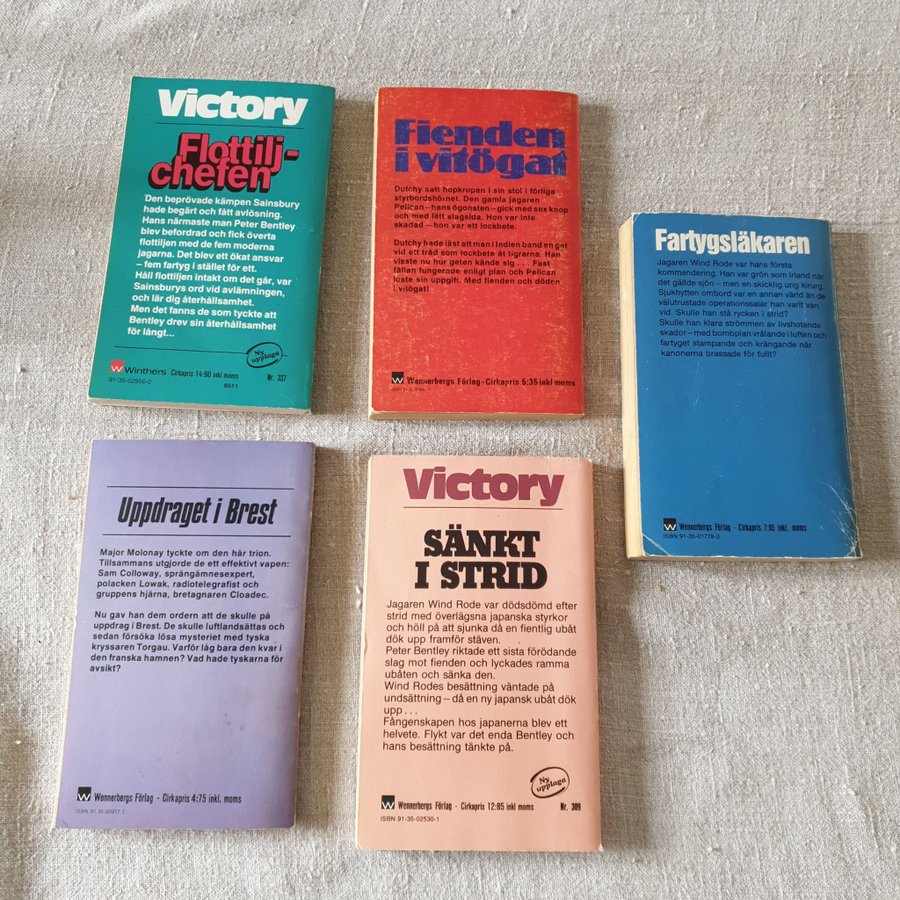 Victory
Flottilj-
chefen
Den beprövade kämpen Sainsbury
hade begärt och fått avlösning.
Hans närmaste man Peter Bentley
blev befordrad och fick överta
flottiljen med de fem moderna
jagarna. Det blev ett ökat ansvar
– fem fartyg i stället för ett.
Håll flottiljen intakt om det går, var
Sainsburys ord vid avlämningen,
och lär dig återhållsamhet.
Men det fanns de som tyckte att
Bentley drev sin återhållsamhet
för långt...
Ny
upplaga
W Winthers Cirkapris 14:90 inkl moms Nr. 337
91-35-02956-0 8511
Fienden
i vitögat
Dutchy satt hopkrupen i sin stol i förliga
styrbordshörnet. Den gamla jagaren
Pelican – hans ögonsten – gick med sex knop
och med lätt slagsida. Hon var inte
skadad – hon var ett lockbete.
Dutchy hade läst att man i Indien band en get
vid ett träd som lockbete åt tigrarna. Han
visste nu hur geten kände sig . . . Fast
fällan fungerade enligt plan och Pelican
löste sin uppgift. Med fienden och döden
i vitögat!
W Wennerbergs Förlag - Cirkapris 5:35 inkl moms
Fartygsläkaren
Jagaren Wind Rode var hans första
kommendering. Han var grön som Irland när
det gällde sjön – men en skicklig ung kirurg.
Sjukhytten ombord var en annan värld än de
välutrustade operationssalar han varit van
vid. Skulle han stå rycken i strid?
Skulle han klara strömmen av livshotande
skador – med bombplan vrålande i luften och
fartyget stampande och krängande när
kanonerna brassade för fullt?
W Wennerbergs Förlag - Cirkapris 7:95 inkl. moms
ISBN 91-35-01778-3
Uppdraget i Brest
Major Molonay tyckte om den här trion.
Tillsammans utgjorde de ett effektivt vapen:
Sam Colloway, sprängämnesexpert,
polacken Lowak, radiotelegrafist och
gruppens hjärna, bretagnaren Cloadec.
Nu gav han dem ordern att de skulle på
uppdrag i Brest. De skulle luftlandsättas och
sedan försöka lösa mysteriet med tyska
kryssaren Torgau. Varför låg bara den kvar i
den franska hamnen? Vad hade tyskarna för
avsikt?
W Wennerbergs Förlag - Cirkapris 4:75 inkl. moms
ISBN 91 35 00877 7
Victory
SÄNKT
I STRID
Jagaren Wind Rode var dödsdömd efter
strid med överlägsna japanska styrkor
och höll på att sjunka då en fientlig ubåt
dök upp framför stäven.
Peter Bentley riktade ett sista förödande
slag mot fienden och lyckades ramma
ubåten och sänka den.
Wind Rodes besättning väntade på
undsättning – då en ny japansk ubåt dök
upp . . .
Fångenskapen hos japanerna blev ett
helvete. Flykt var det enda Bentley och
hans besättning tänkte på.
Ny
upplaga
W Wennerbergs Förlag - Cirkapris 12:85 inkl moms Nr. 309
ISBN 91-35-02530-1